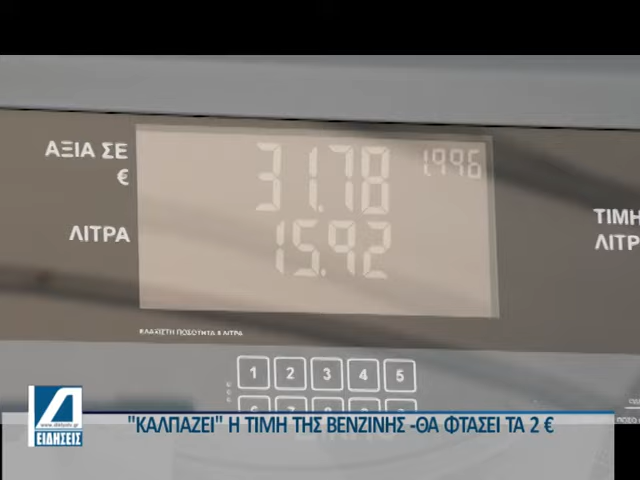 ΑΞΙΑ ΣΕ
€
31.78
1.996
ΛΙΤΡΑ
15.92
ΤΙΜΗ
ΛΙΤΡ
ΕΛΑΧΙΣΤΗ ΠΟΣΟΤΗΤΑ
ΛΙΤΡΑ
1 2 3 4 5
"ΚΑΛΠΑΖΕΙ" Η ΤΙΜΗ ΤΗΣ ΒΕΝΖΙΝΗΣ -ΘΑ ΦΤΑΣΕΙ ΤΑ 2 €
ΕΙΔΗΣΕΙΣ